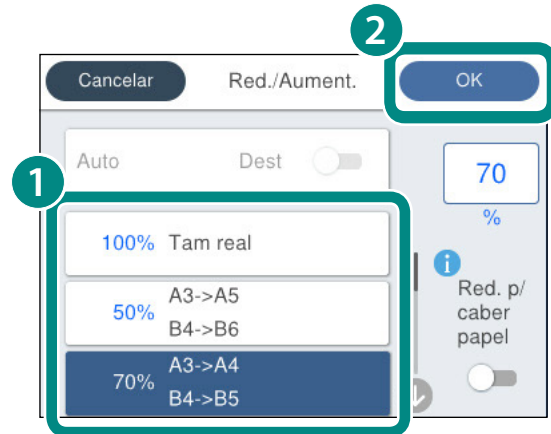 2
Cancelar Red./Aument. OK
Auto Dest
1
70
%
100% Tam real
50% A3->A5
B4->B6
70% A3->A4
B4->B5
i
Red. p/
caber
papel